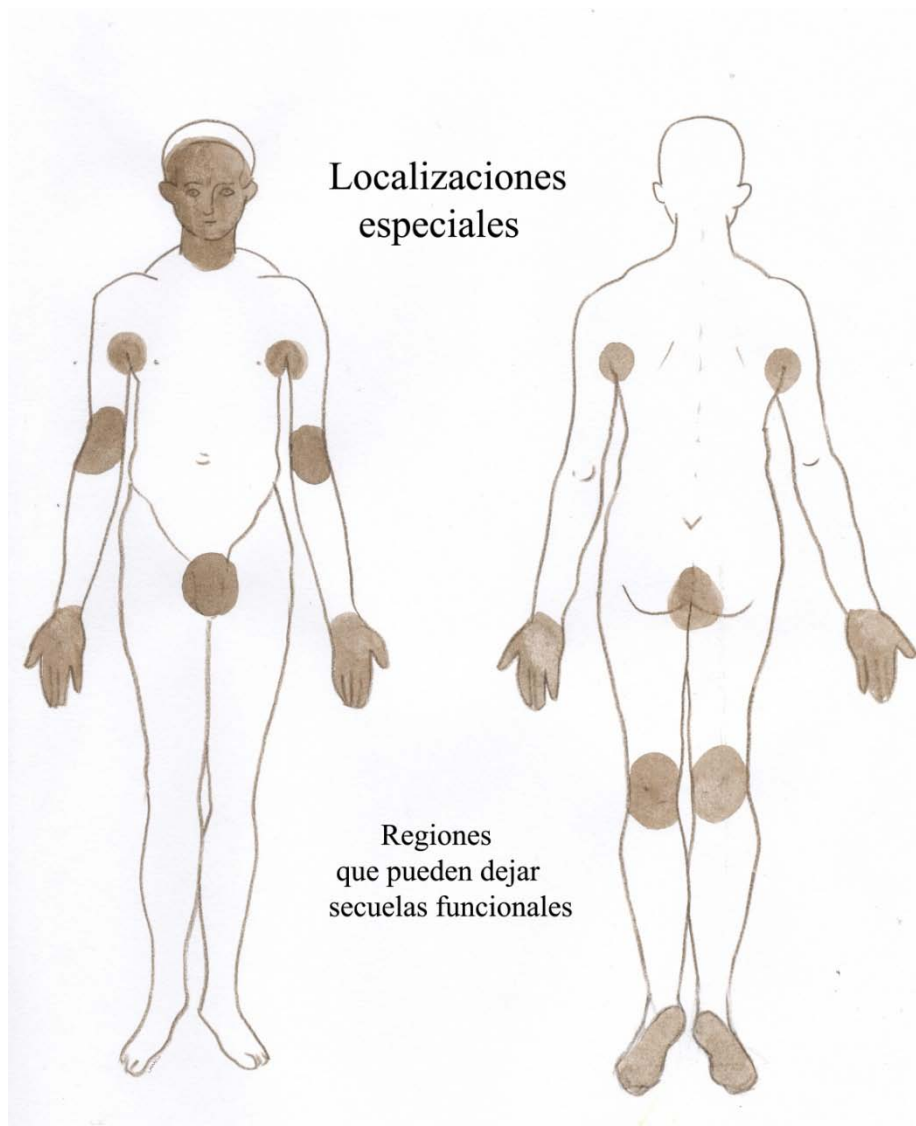 Localizaciones
especiales
Regiones
que pueden dejar
secuelas funcionales